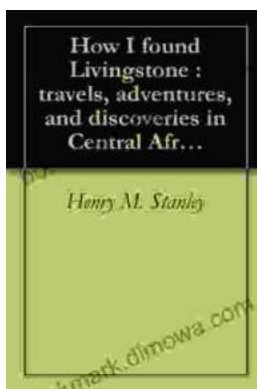 How I found
Livingstone :
travels, adventures,
and discoveries in
Central Afr...
Henry M. Stanley
dimowa.com